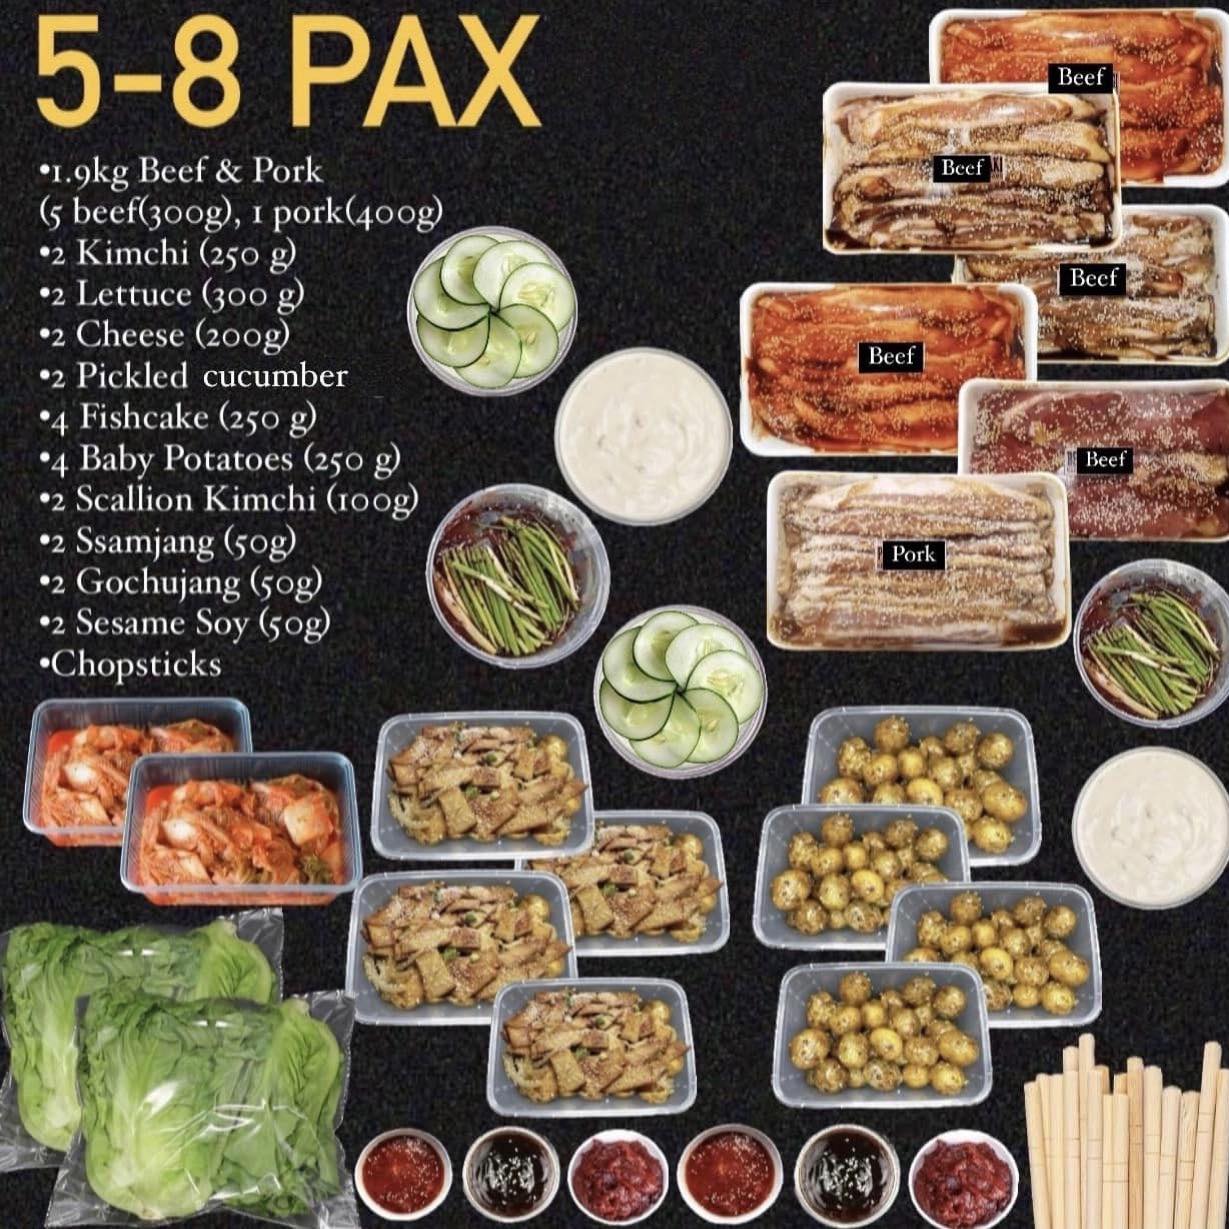 5-8 PAX
•1.9kg Beef & Pork
(5 beef(300g), 1 pork(400g)
•2 Kimchi (250 g)
•2 Lettuce (300 g)
•2 Cheese (200g)
•2 Pickled cucumber
•4 Fishcake (250 g)
•4 Baby Potatoes (250 g)
•2 Scallion Kimchi (100g)
•2 Ssamjang (50g)
•2 Gochujang (50g)
•2 Sesame Soy (50g)
•Chopsticks
Beef
Beef
Beef
Beef
Beef
Pork